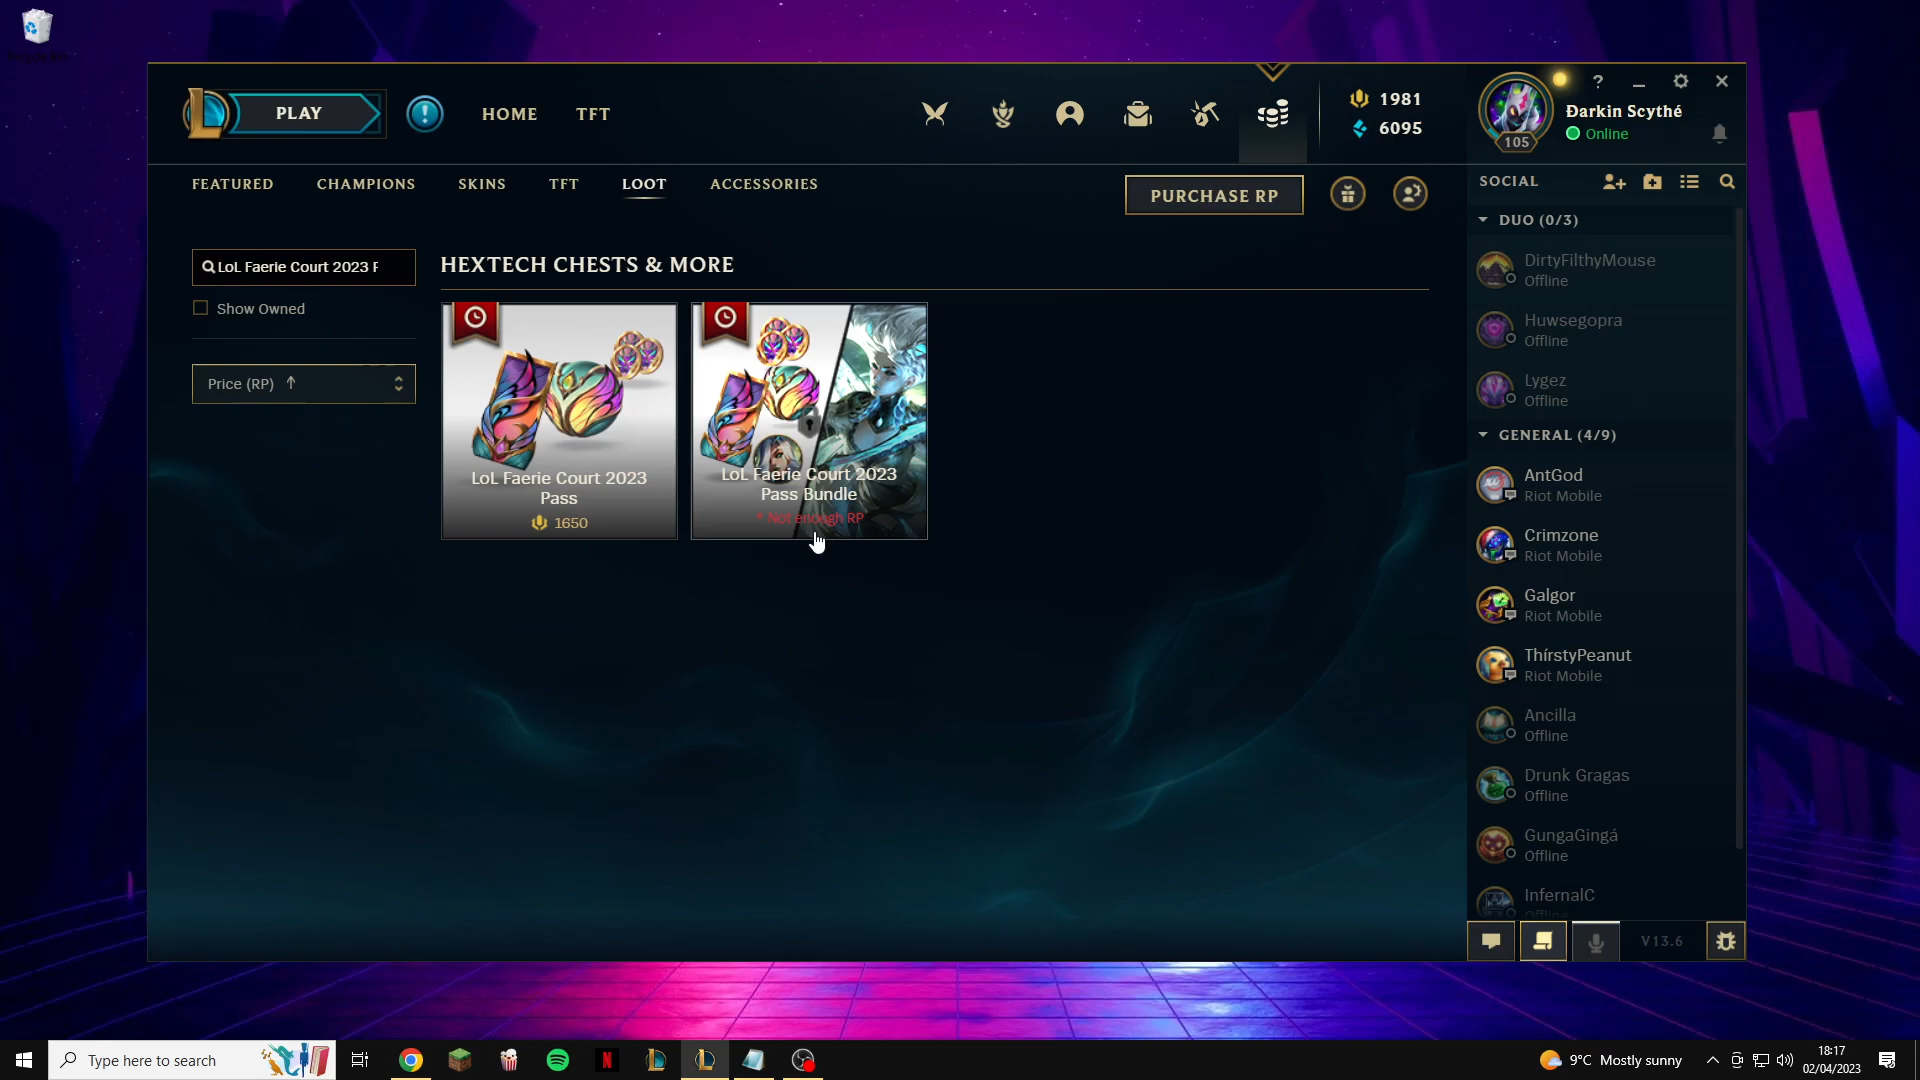 PLAY
HOME
TFT
1981
6095
105
Ðarkin Scythé
Online
FEATURED
CHAMPIONS
SKINS
TFT
LOOT
ACCESSORIES
PURCHASE RP
SOCIAL
LoL Faerie Court 2023 F
Show Owned
Price (RP)
HEXTECH CHESTS & MORE
LoL Faerie Court 2023
Pass
1650
LoL Faerie Court 2023
Pass Bundle
* Not enough RP
DUO (0/3)
DirtyFilthyMouse
Offline
Huwsegopra
Offline
Lygez
Offline
GENERAL (4/9)
AntGod
Riot Mobile
Crimzone
Riot Mobile
Galgor
Riot Mobile
ThírstyPeanut
Riot Mobile
Ancilla
Offline
Drunk Gragas
Offline
GungaGingá
Offline
InfernalC
Offline
V13.6
Type here to search
9°C Mostly sunny
18:17
02/04/2023